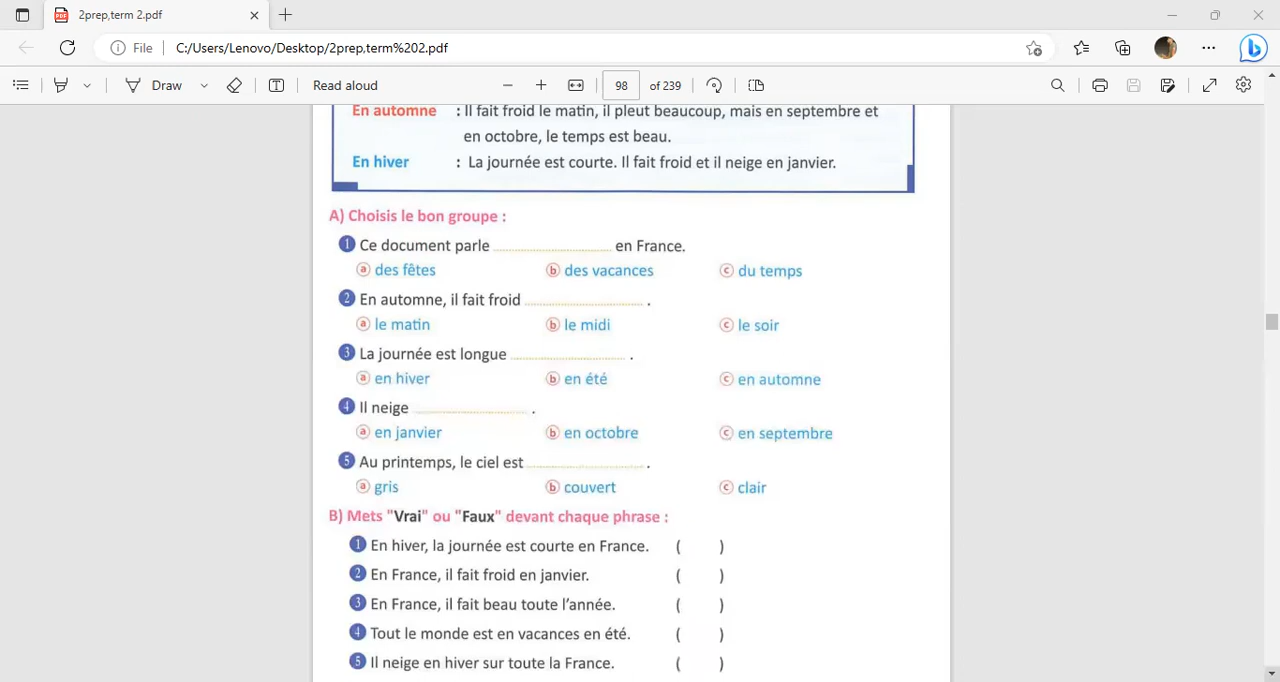 2prep,term 2.pdf
File C:/Users/Lenovo/Desktop/2prep,term%202.pdf
Draw Read aloud 98 of 239
En automne : Il fait froid le matin, il pleut beaucoup, mais en septembre et
en octobre, le temps est beau.
En hiver : La journée est courte. Il fait froid et il neige en janvier.
A) Choisis le bon groupe :
1 Ce document parle ........................ en France.
a des fêtes b des vacances c du temps
2 En automne, il fait froid ........................ .
a le matin b le midi c le soir
3 La journée est longue ........................ .
a en hiver b en été c en automne
4 Il neige ........................ .
a en janvier b en octobre c en septembre
5 Au printemps, le ciel est ........................ .
a gris b couvert c clair
B) Mets "Vrai" ou "Faux" devant chaque phrase :
1 En hiver, la journée est courte en France. ( )
2 En France, il fait froid en janvier. ( )
3 En France, il fait beau toute l'année. ( )
4 Tout le monde est en vacances en été. ( )
5 Il neige en hiver sur toute la France. ( )